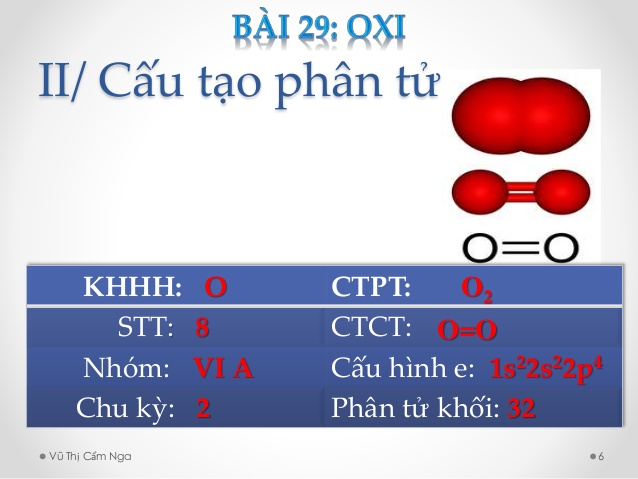 BÀI 29: OXI
II/ Cấu tạo phân tử
O=O
KHHH: O CTPT: O₂
STT: 8 CTCT: O=O
Nhóm: VI A Cấu hình e: 1s²2s²2p⁴
Chu kỳ: 2 Phân tử khối: 32
Vũ Thị Cẩm Nga 6